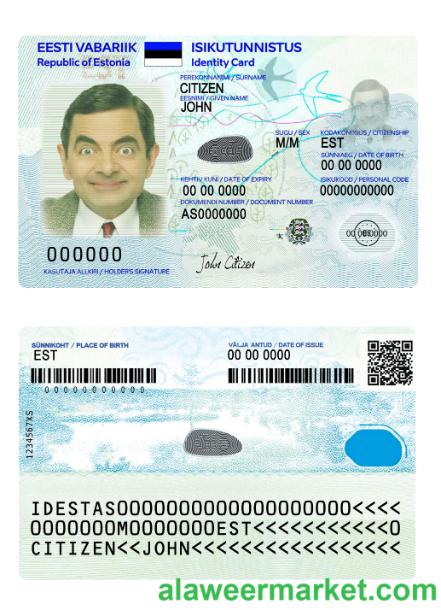 EESTI VABARIIK
Republic of Estonia
ISIKUTUNNISTUS
Identity Card
PEREKONNANIMI / SURNAME
CITIZEN
EESNIMI / GIVEN NAME
JOHN
SUGU / SEX
M/M
KODAKONDSUS / CITIZENSHIP
EST
SÜNNIAEG / DATE OF BIRTH
00 00 0000
KEHTIV KUNI / DATE OF EXPIRY
00 00 0000
ISIKUKOOD / PERSONAL CODE
00000000000
DOKUMENDI NUMBER / DOCUMENT NUMBER
AS0000000
000000
KASUTAJA ALLKIRI / HOLDER'S SIGNATURE
John Citizen
SÜNNIKOHT / PLACE OF BIRTH
EST
VÄLJA ANTUD / DATE OF ISSUE
00 00 0000
00000000000
1234567XS
IDESTAS0000000000000000000<<<<
0000000M0000000EST<<<<<<<<<<<0
CITIZEN<<JOHN<<<<<<<<<<<<<<<<<
alaweermarket.com